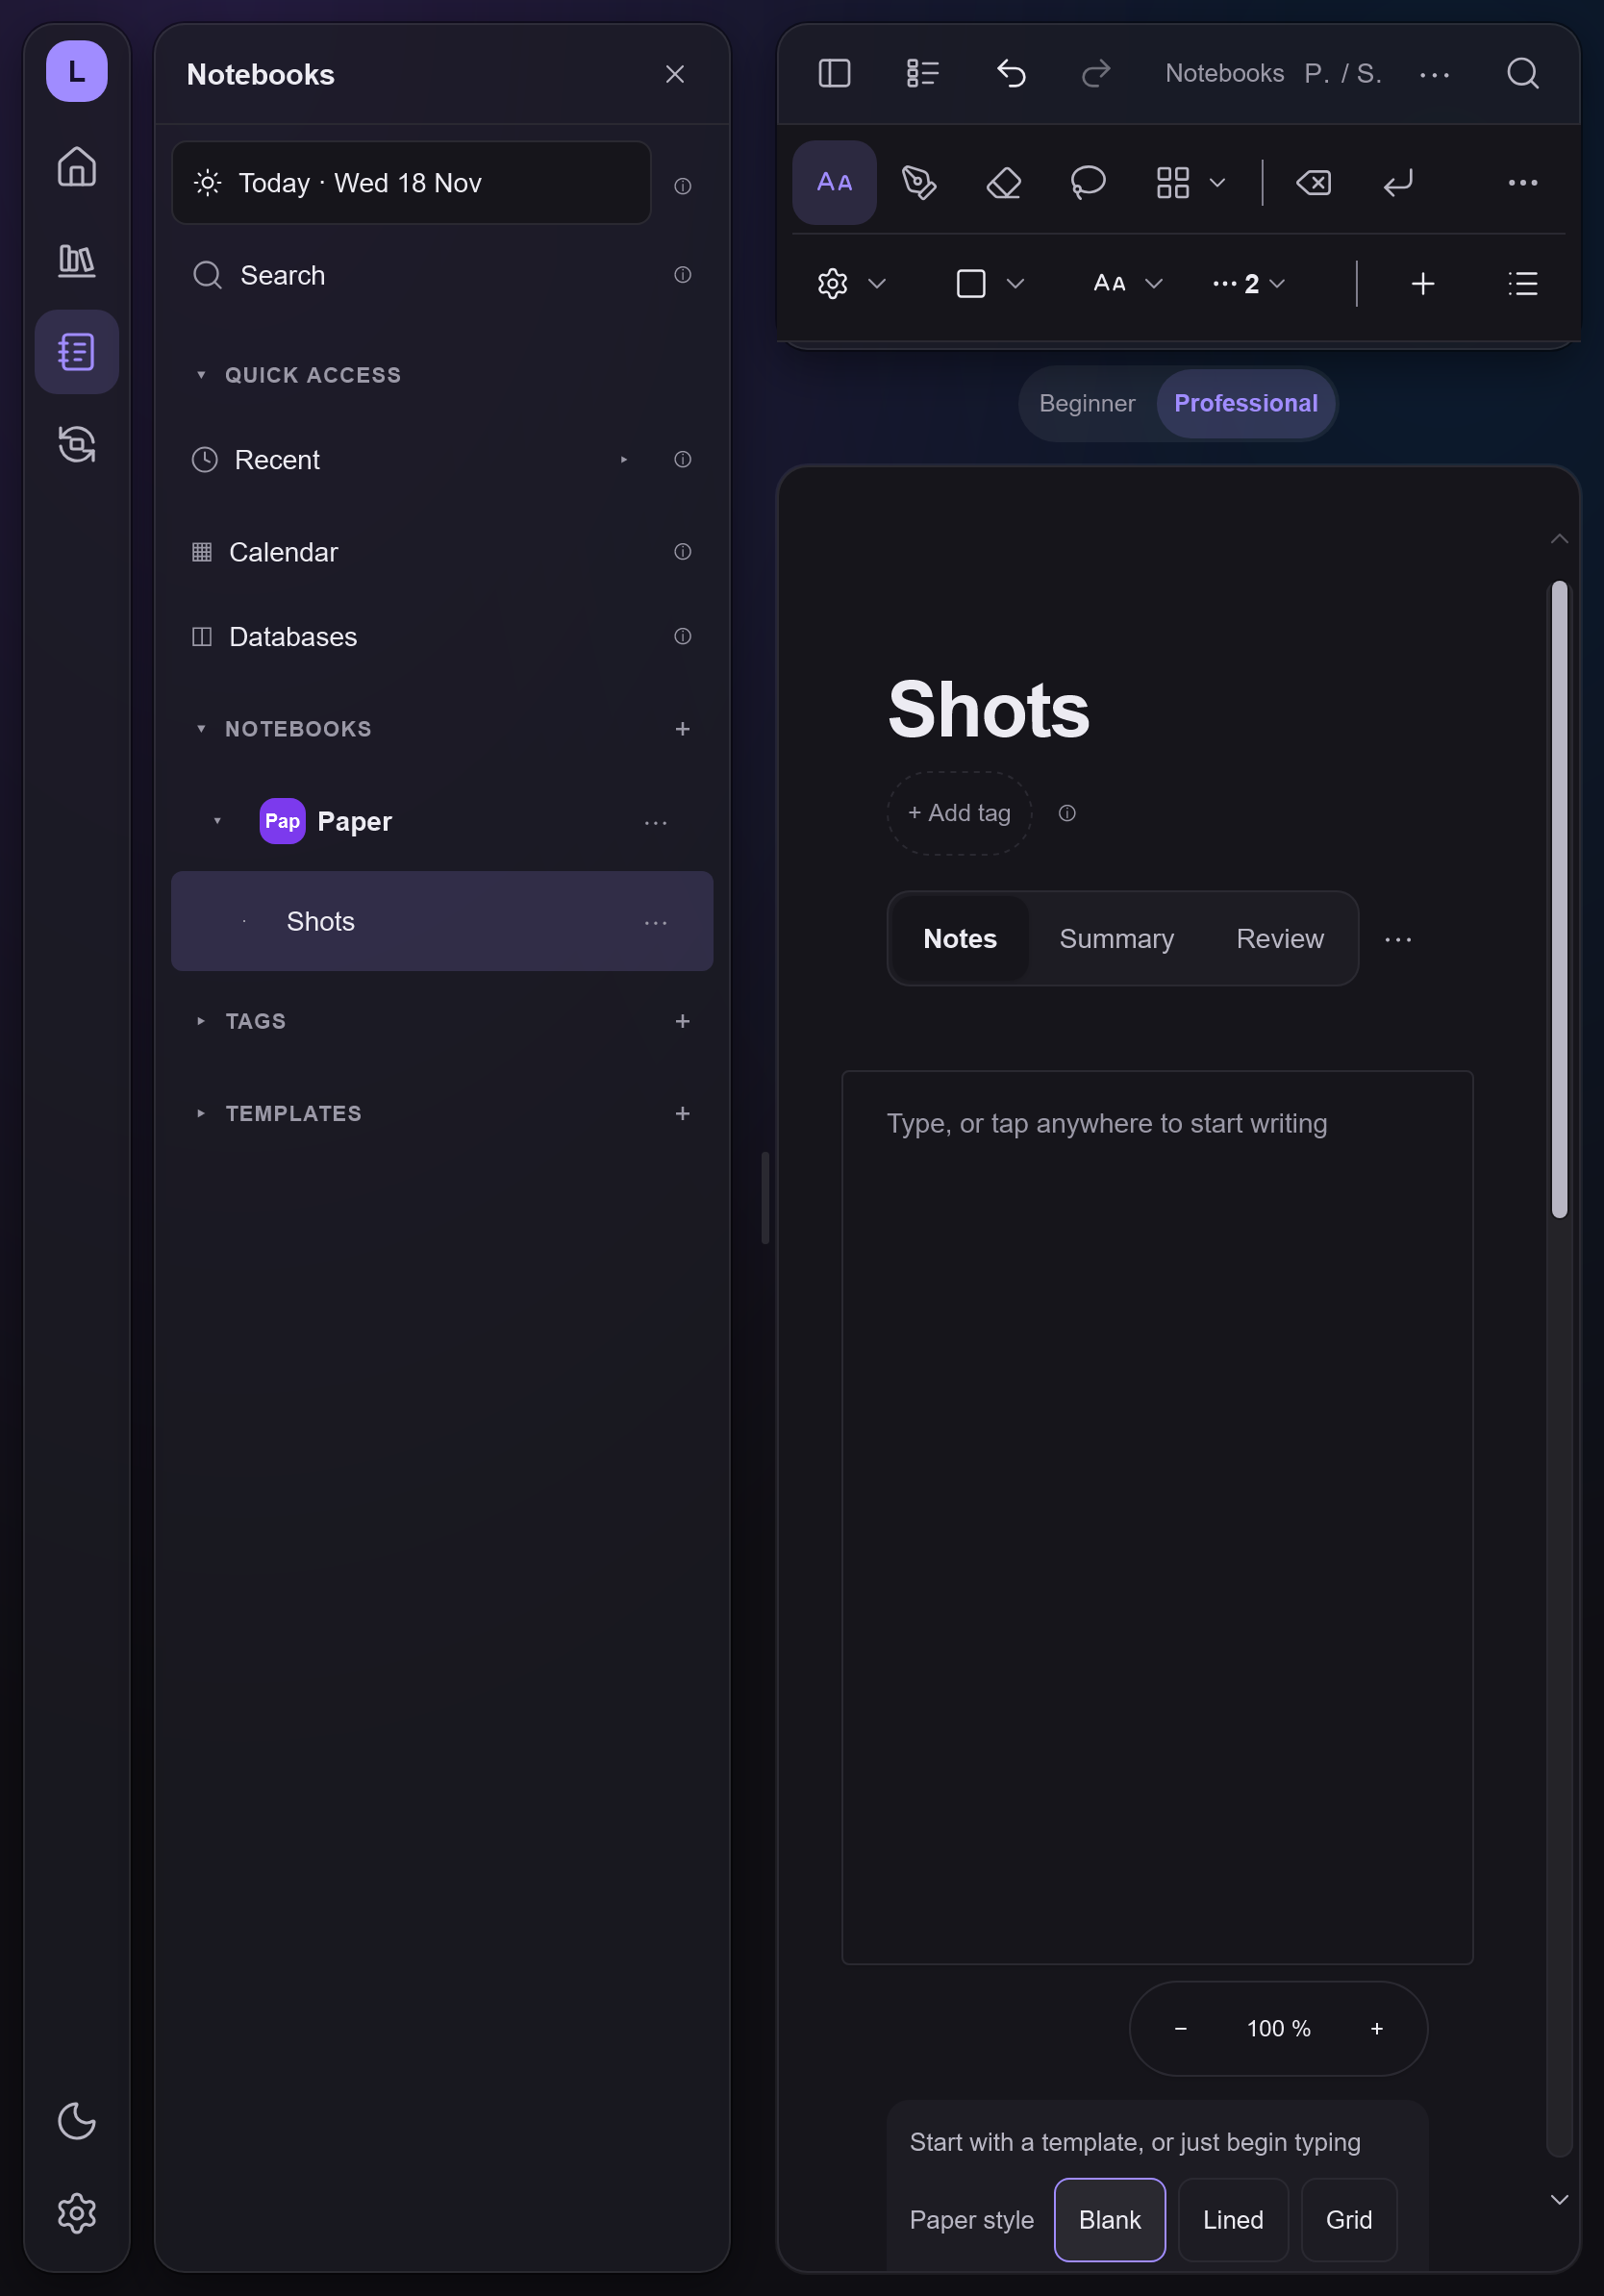 L
Notebooks
Today · Wed 18 Nov
Search
QUICK ACCESS
Recent
Calendar
Databases
NOTEBOOKS
Pap Paper
Shots
TAGS
TEMPLATES
Notebooks P. / S.
AA
AA
2
Beginner Professional
Shots
+ Add tag
Notes Summary Review
Type, or tap anywhere to start writing
− 100 % +
Start with a template, or just begin typing
Paper style Blank Lined Grid